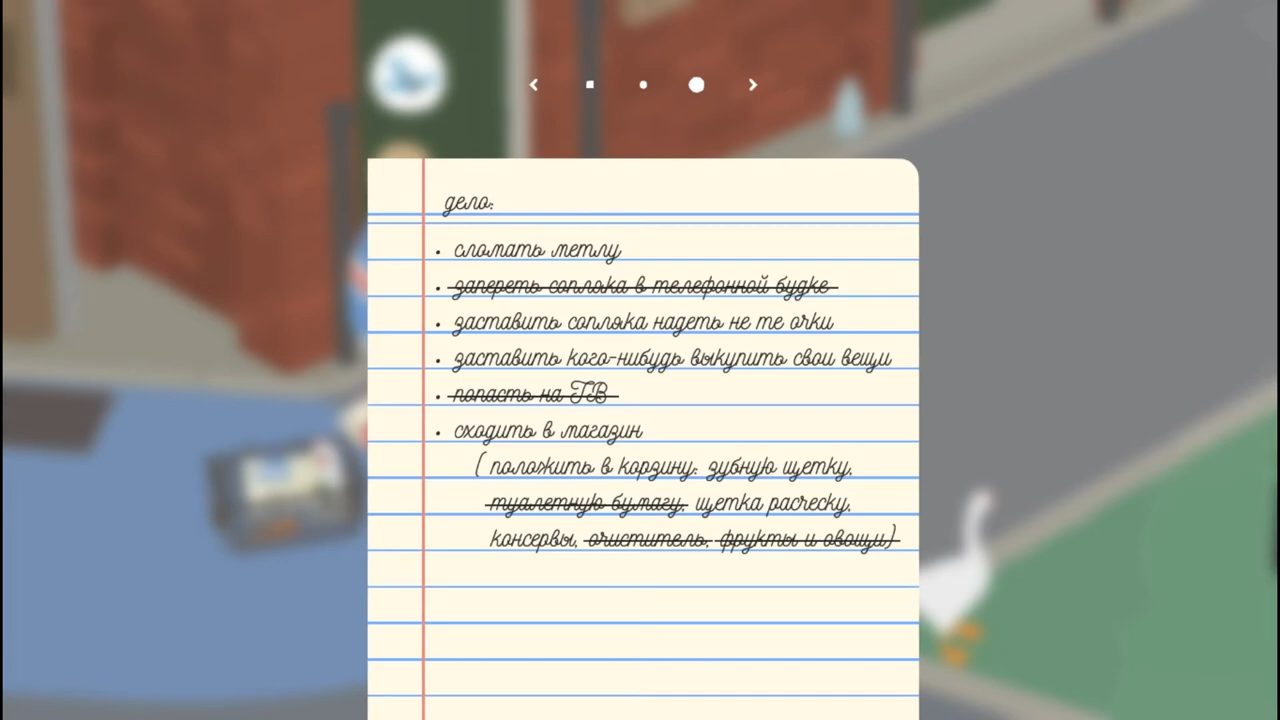 дело:
• сломать метлу
• запереть сопляка в телефонной будке
• заставить сопляка надеть не те очки
• заставить кого-нибудь выкупить свои вещи
• попасть на ТВ
• сходить в магазин
( положить в корзину: зубную щетку,
туалетную бумагу, щетка расческу,
консервы, очиститель, фрукты и овощи)